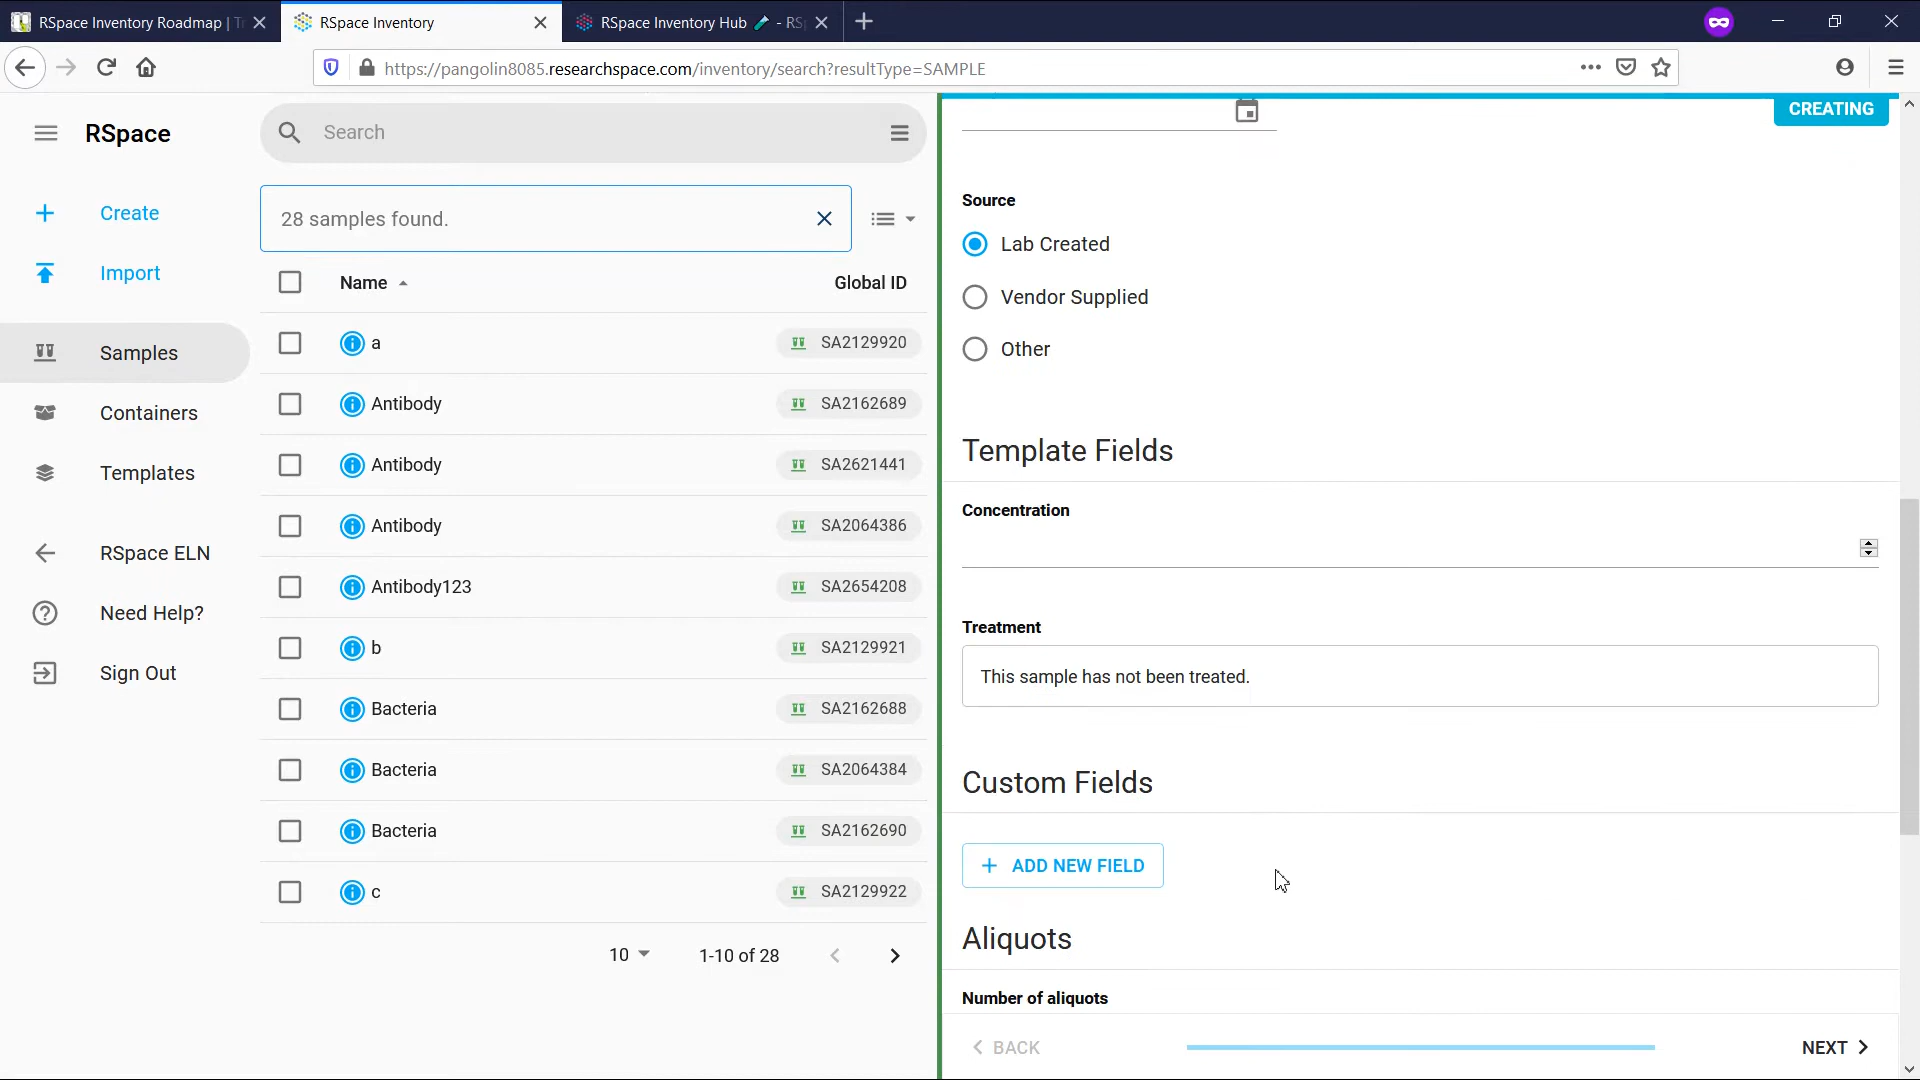 RSpace Inventory Roadmap | Tr
RSpace Inventory
RSpace Inventory Hub - RSp
https://pangolin8085.researchspace.com/inventory/search?resultType=SAMPLE
RSpace
Create
Import
Samples
Containers
Templates
RSpace ELN
Need Help?
Sign Out
Search
28 samples found.
Name Global ID
a SA2129920
Antibody SA2162689
Antibody SA2621441
Antibody SA2064386
Antibody123 SA2654208
b SA2129921
Bacteria SA2162688
Bacteria SA2064384
Bacteria SA2162690
c SA2129922
10 1-10 of 28
CREATING
Source
Lab Created
Vendor Supplied
Other
Template Fields
Concentration
Treatment
This sample has not been treated.
Custom Fields
+ ADD NEW FIELD
Aliquots
Number of aliquots
BACK
NEXT